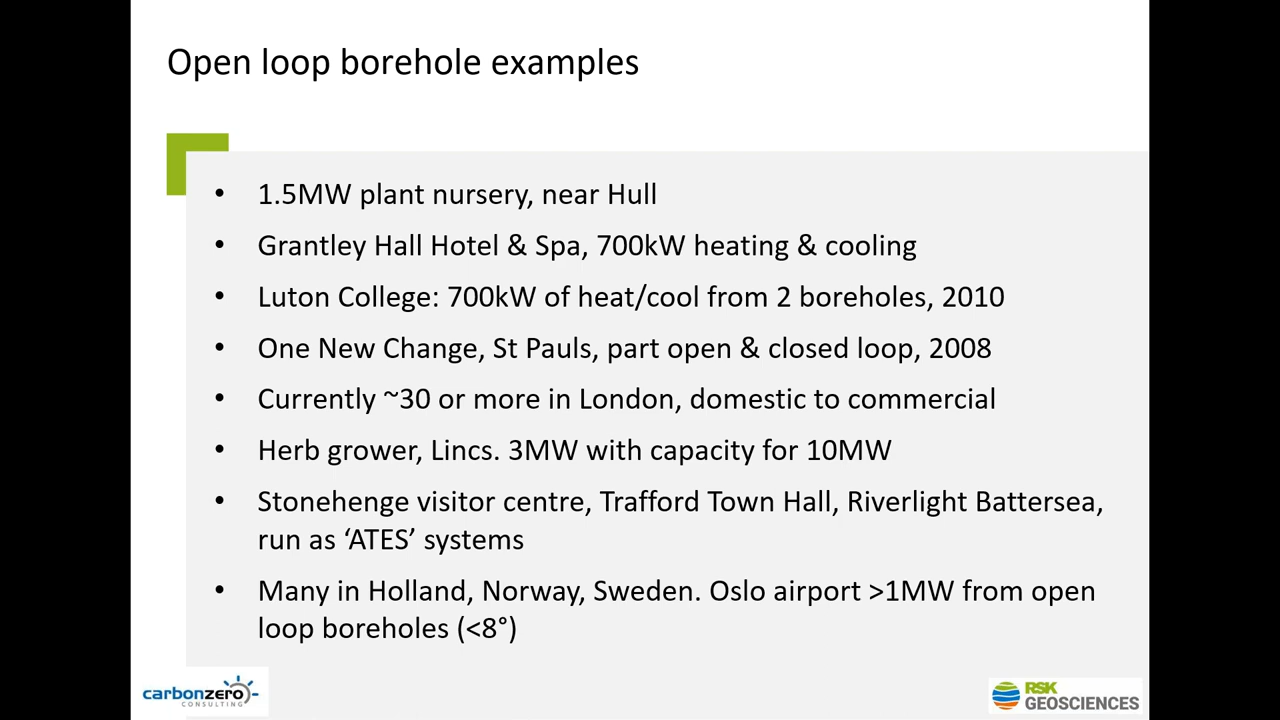 Open loop borehole examples
• 1.5MW plant nursery, near Hull
• Grantley Hall Hotel & Spa, 700kW heating & cooling
• Luton College: 700kW of heat/cool from 2 boreholes, 2010
• One New Change, St Pauls, part open & closed loop, 2008
• Currently ~30 or more in London, domestic to commercial
• Herb grower, Lincs. 3MW with capacity for 10MW
• Stonehenge visitor centre, Trafford Town Hall, Riverlight Battersea,
run as ‘ATES’ systems
• Many in Holland, Norway, Sweden. Oslo airport >1MW from open
loop boreholes (<8°)
carbonzero
CONSULTING
RSK
GEOSCIENCES